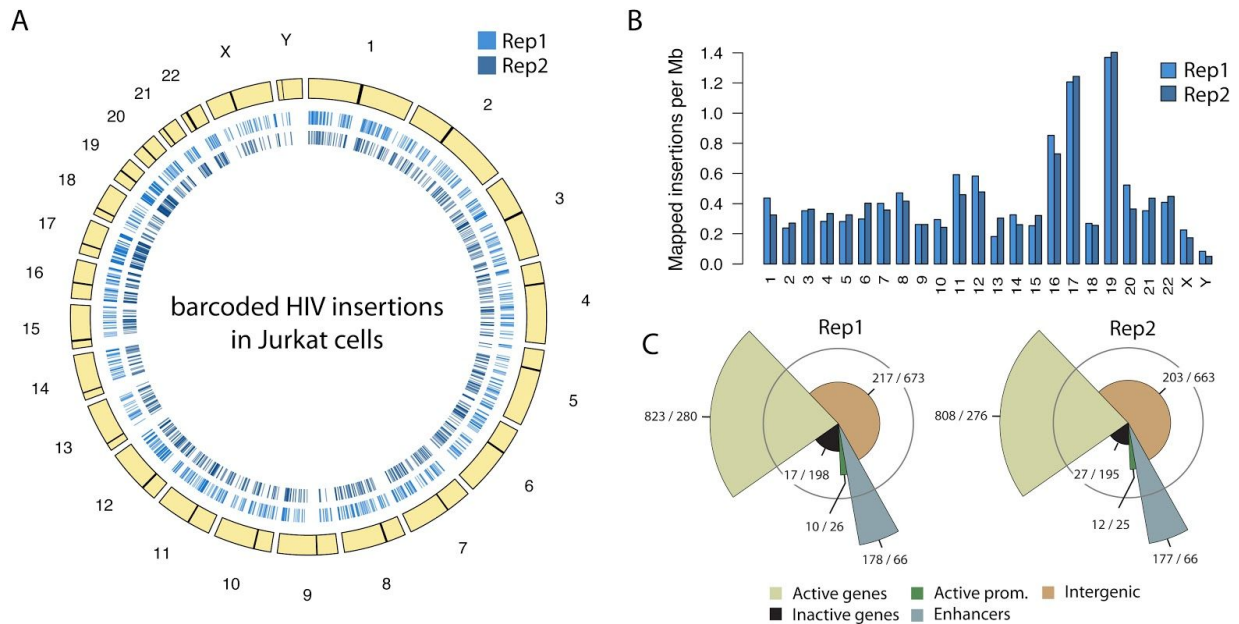 A
Y
X
1
22
21
20
19
18
17
16
15
14
13
12
11
10
9
8
7
6
5
4
3
2
Rep1
Rep2
barcoded HIV insertions
in Jurkat cells
B
Mapped insertions per Mb
1.4
1.2
1.0
0.8
0.6
0.4
0.2
0.0
1 2 3 4 5 6 7 8 9 10 11 12 13 14 15 16 17 18 19 20 21 22 X Y
Rep1
Rep2
C
Rep1
217 / 673
823 / 280
17 / 198
10 / 26
178 / 66
Rep2
203 / 663
808 / 276
27 / 195
12 / 25
177 / 66
Active genes
Active prom.
Intergenic
Inactive genes
Enhancers